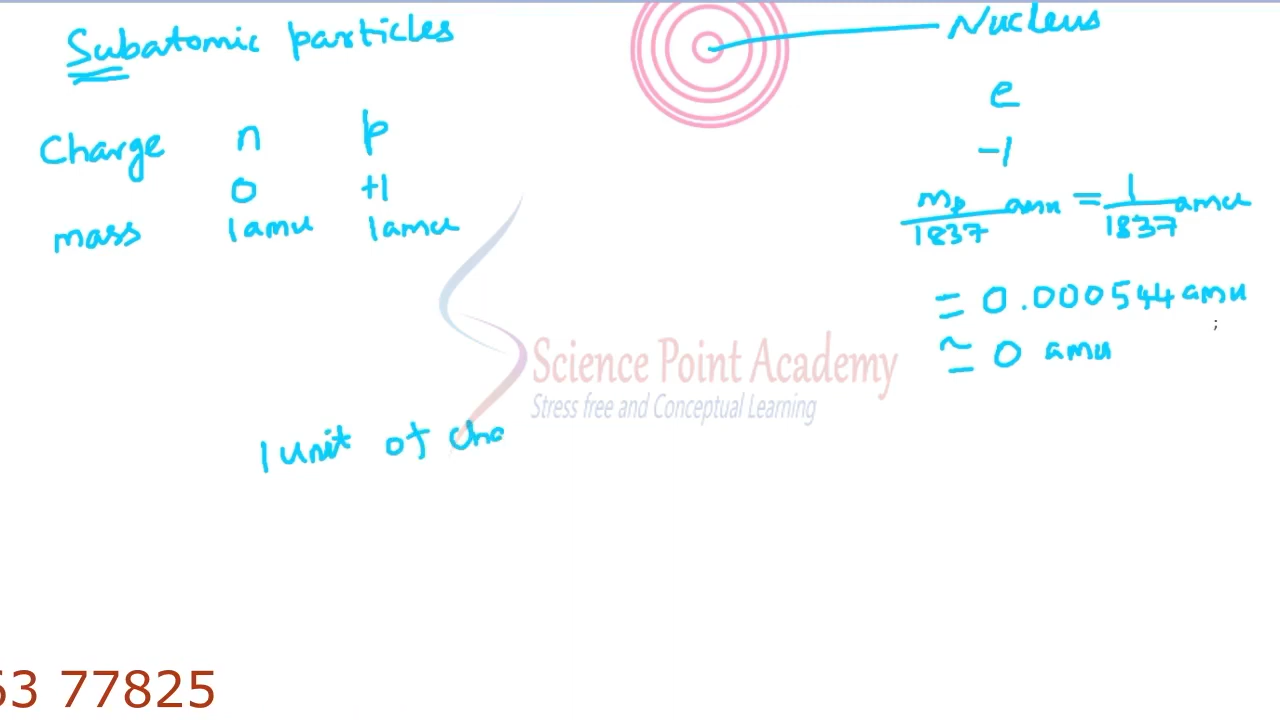 Subatomic particles
Nucleus
Charge n p e
0 +1 -1
mass 1amu 1amu mp/1837 amu = 1/1837 amu
= 0.000544 amu
;
≃ 0 amu
Science Point Academy
Stress free and Conceptual Learning
1 unit of cha
53 77825